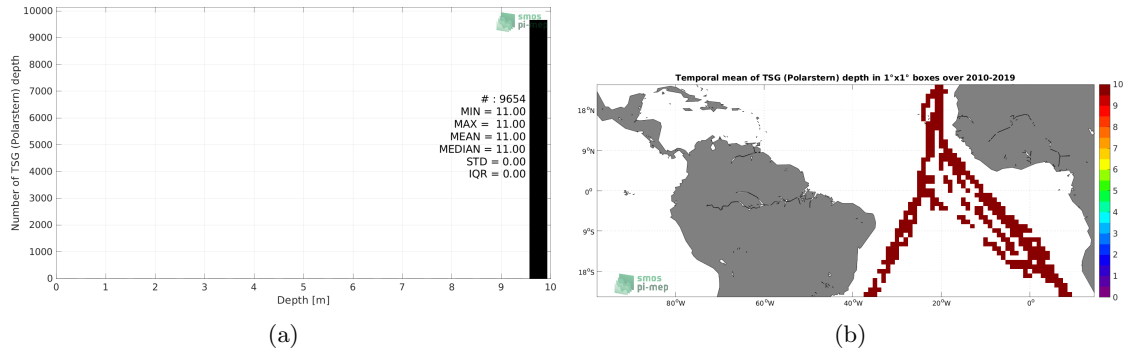 10000
9000
8000
7000
6000
5000
4000
3000
2000
1000
0
Number of TSG (Polarstern) depth
smos
pi-mep
# : 9654
MIN = 11.00
MAX = 11.00
MEAN = 11.00
MEDIAN = 11.00
STD = 0.00
IQR = 0.00
0 1 2 3 4 5 6 7 8 9 10
Depth [m]
(a)
Temporal mean of TSG (Polarstern) depth in 1°x1° boxes over 2010-2019
18°N
9°N
0°
9°S
18°S
80°W 60°W 40°W 20°W 0°
smos
pi-mep
10
9
8
7
6
5
4
3
2
1
0
(b)